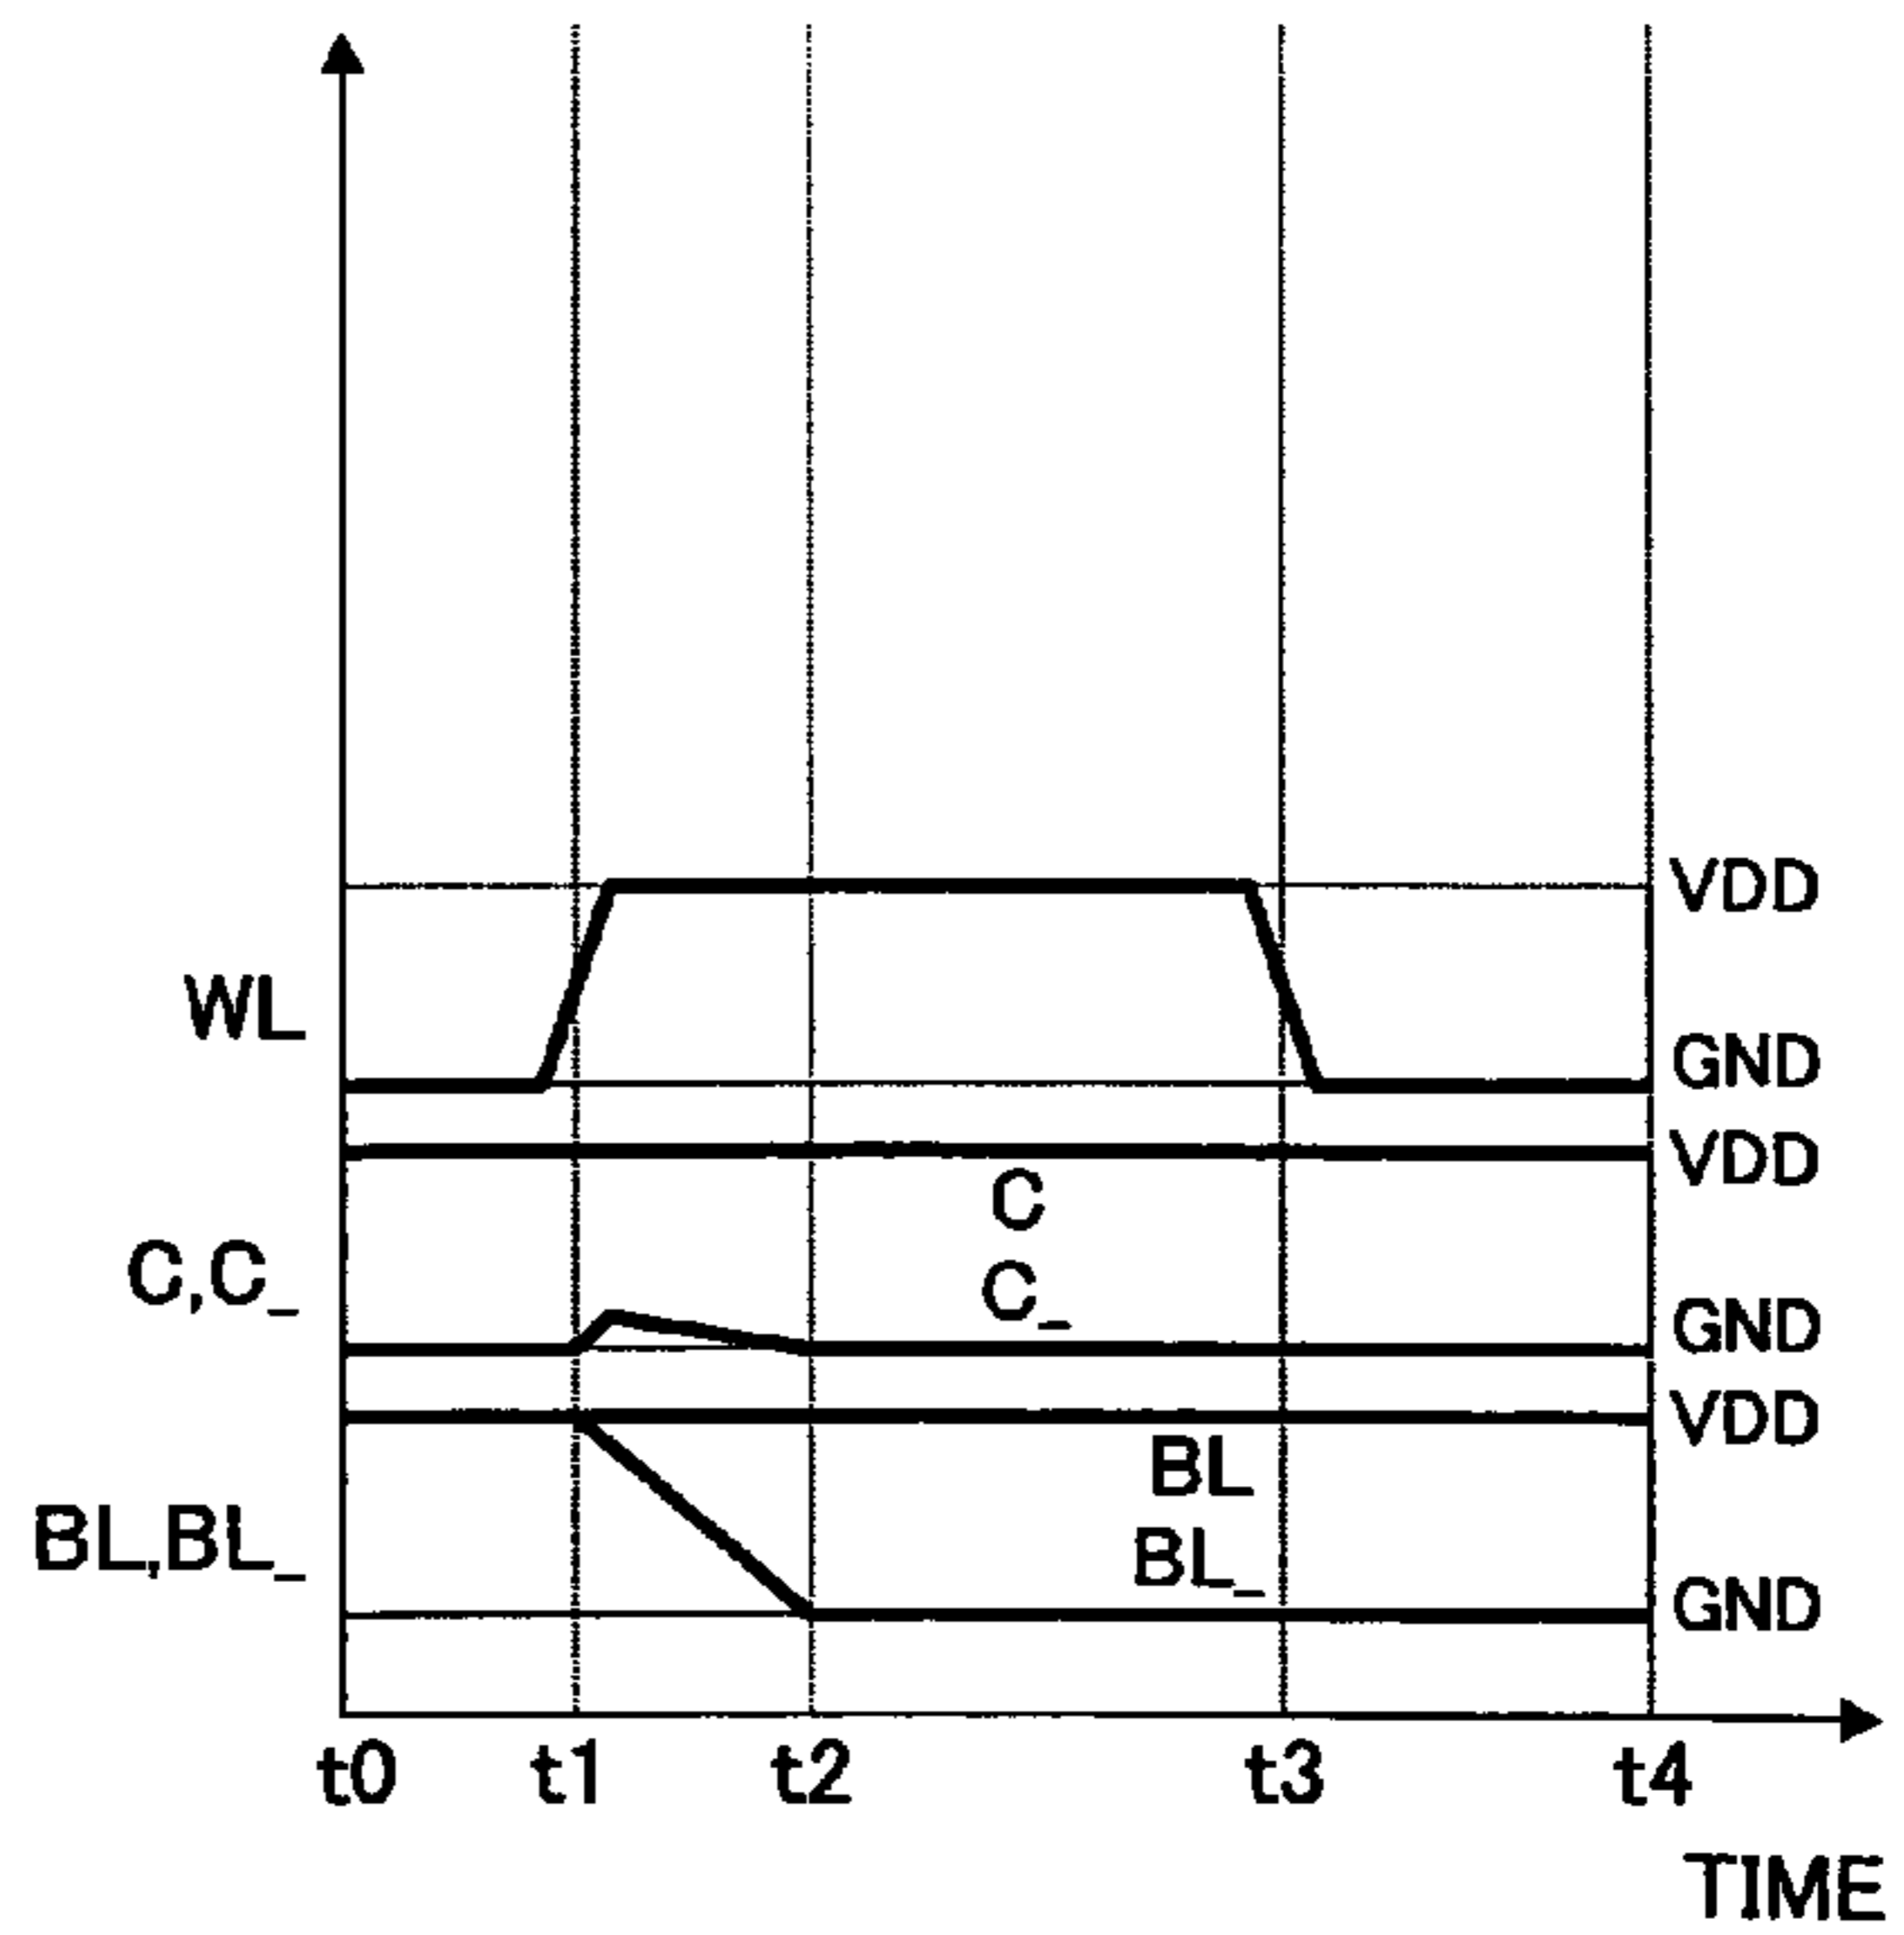 VDD
WL
GND
VDD
C
C,C_
C_
GND
VDD
BL
BL,BL_
BL_
GND
t0 t1 t2 t3 t4
TIME